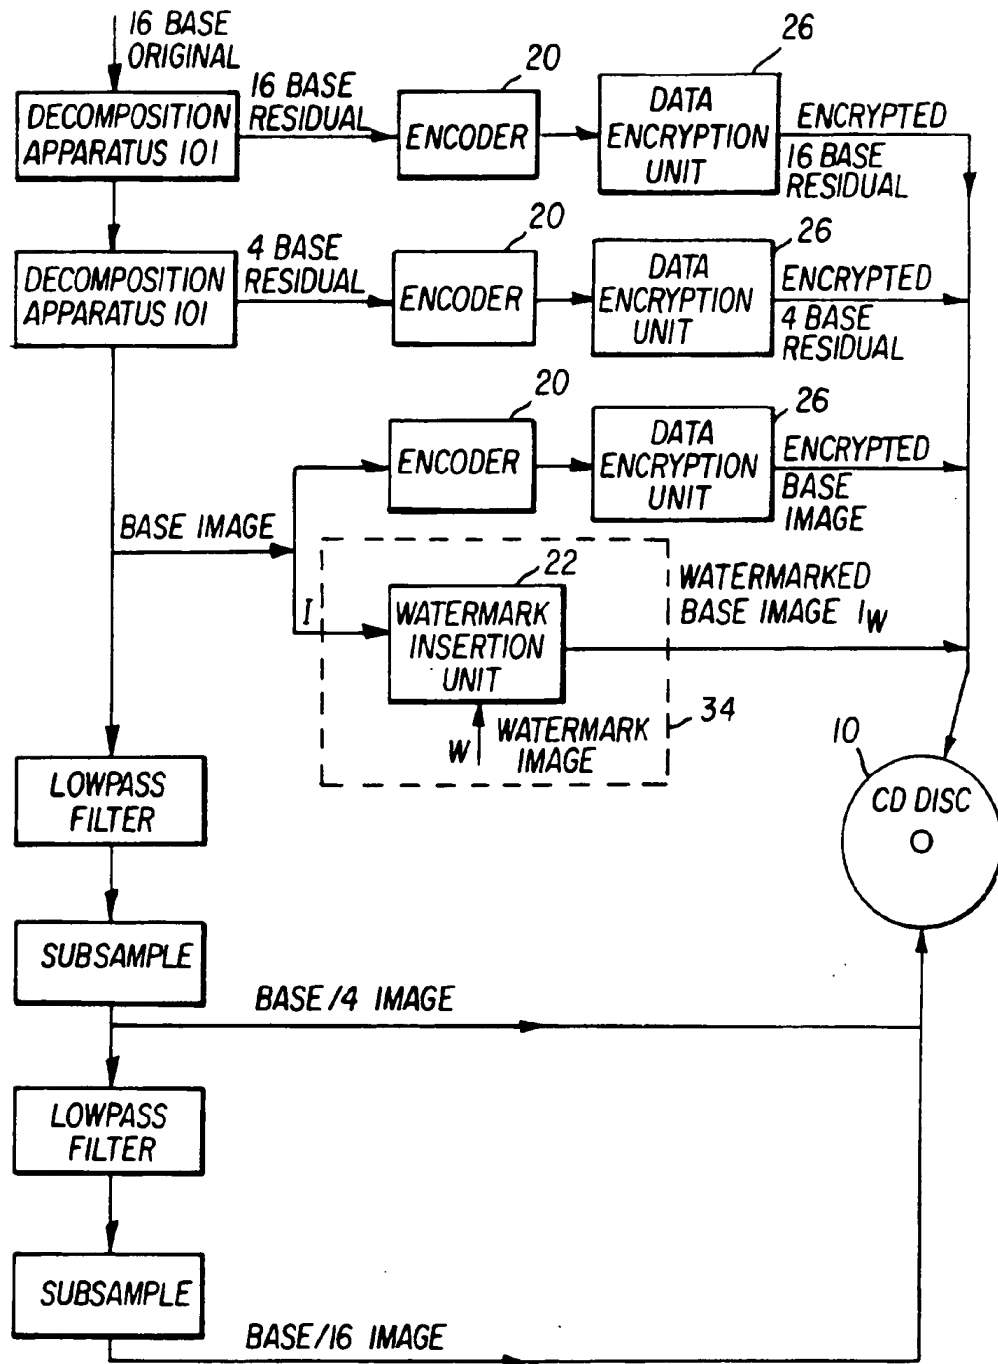 16 BASE
ORIGINAL
DECOMPOSITION
APPARATUS 101
16 BASE
RESIDUAL
20
ENCODER
26
DATA
ENCRYPTION
UNIT
ENCRYPTED
16 BASE
RESIDUAL
DECOMPOSITION
APPARATUS 101
4 BASE
RESIDUAL
20
ENCODER
26
DATA
ENCRYPTION
UNIT
ENCRYPTED
4 BASE
RESIDUAL
20
ENCODER
26
DATA
ENCRYPTION
UNIT
ENCRYPTED
BASE
IMAGE
BASE IMAGE
I
22
WATERMARK
INSERTION
UNIT
WATERMARKED
BASE IMAGE IW
W
WATERMARK
IMAGE
34
10
CD DISC
LOWPASS
FILTER
SUBSAMPLE
BASE/4 IMAGE
LOWPASS
FILTER
SUBSAMPLE
BASE/16 IMAGE